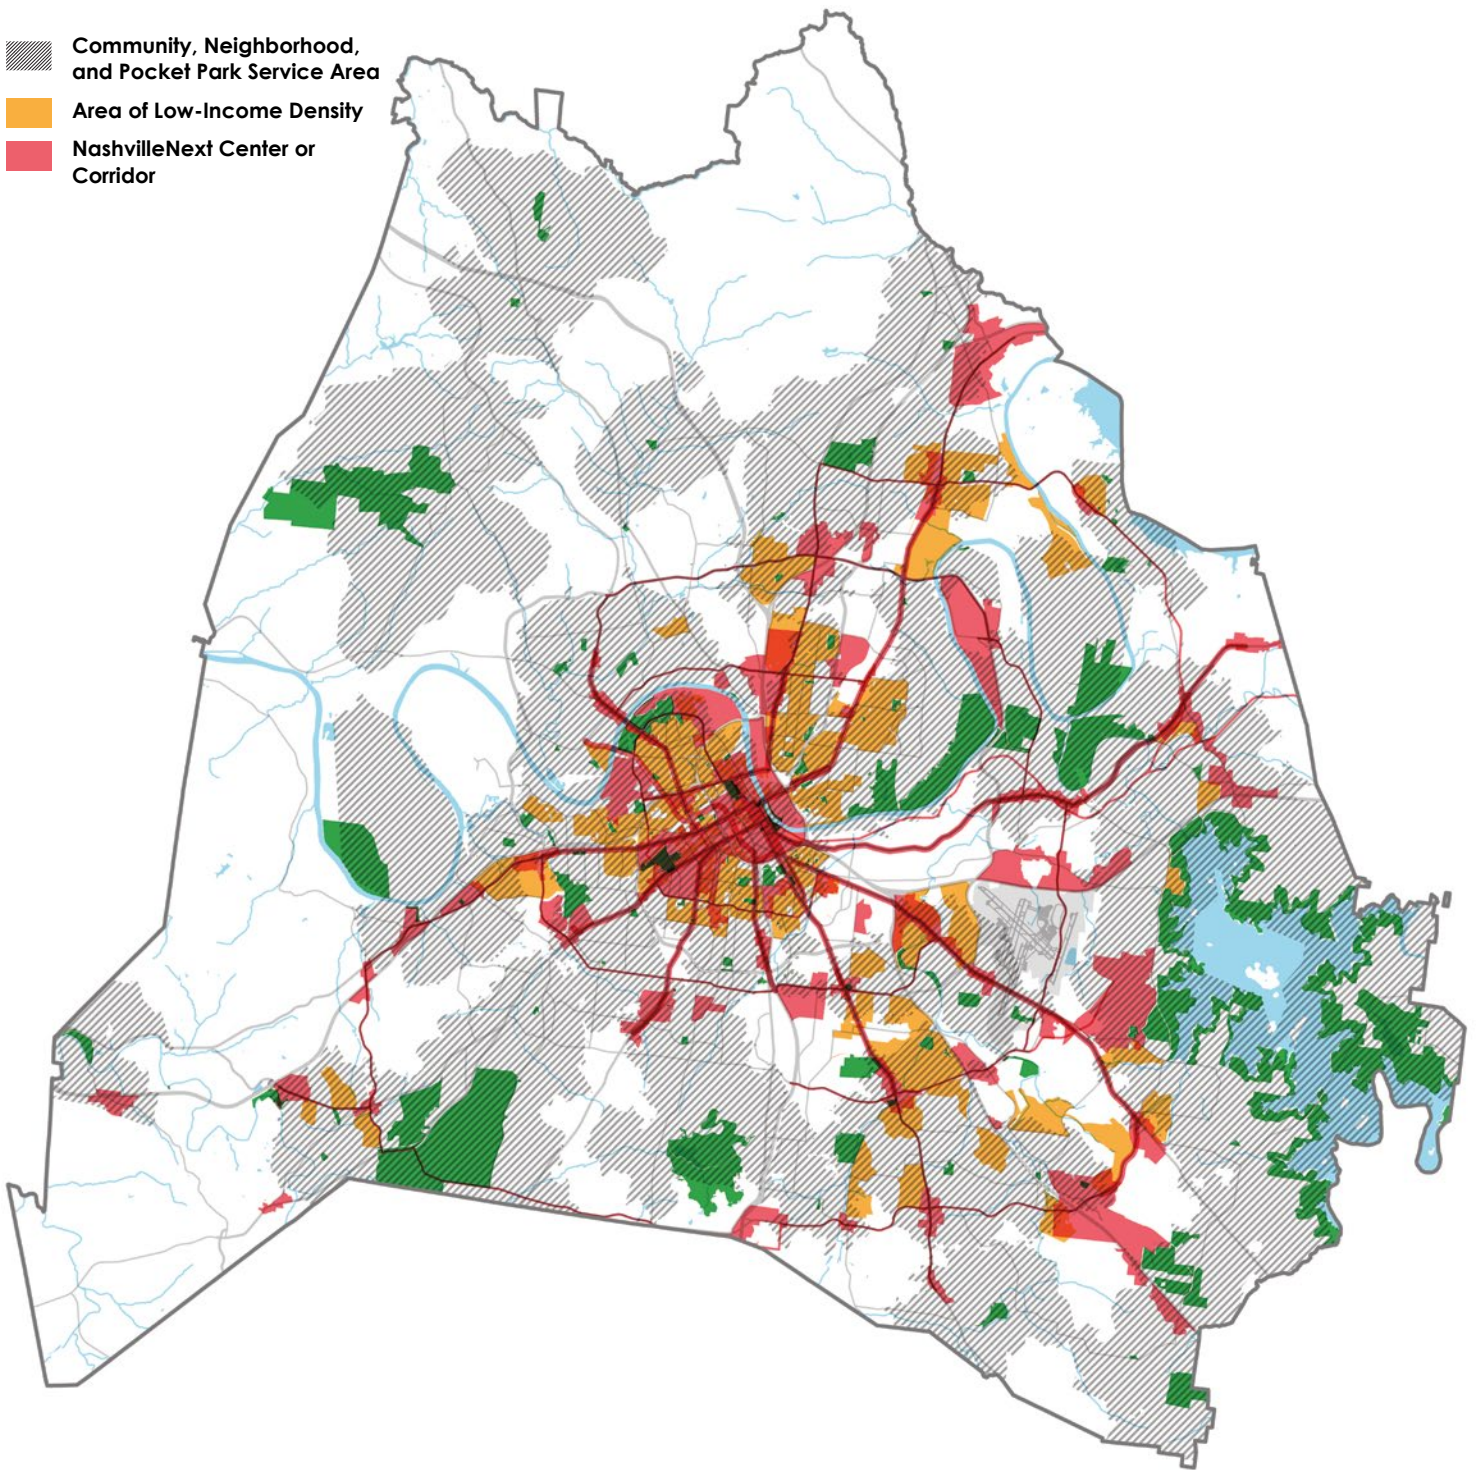 Community, Neighborhood,
and Pocket Park Service Area
Area of Low-Income Density
NashvilleNext Center or
Corridor